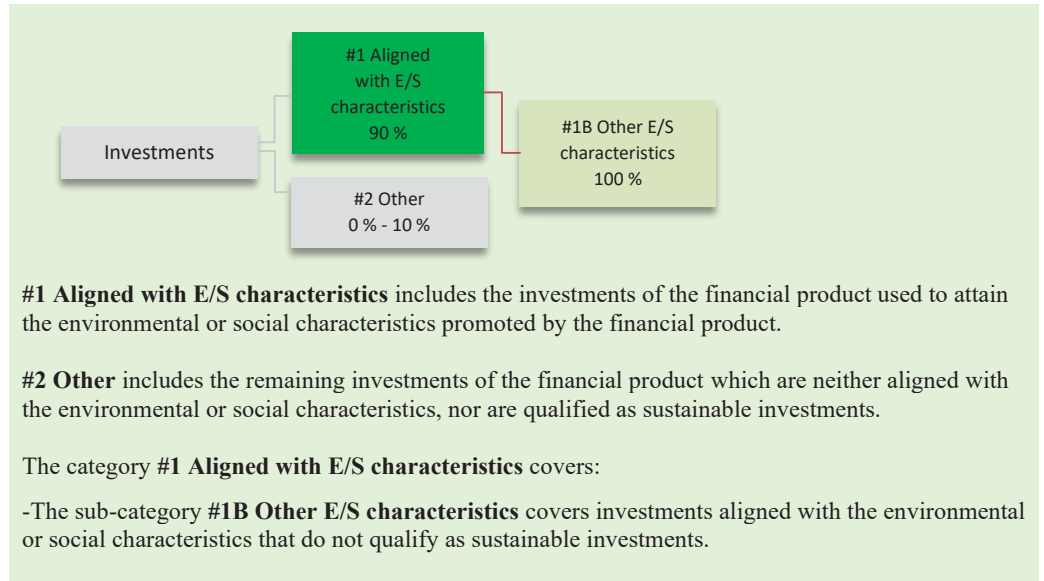 #1 Aligned
with E/S
characteristics
90 %
#1B Other E/S
characteristics
100 %
Investments
#2 Other
0 % - 10 %
#1 Aligned with E/S characteristics includes the investments of the financial product used to attain
the environmental or social characteristics promoted by the financial product.
#2 Other includes the remaining investments of the financial product which are neither aligned with
the environmental or social characteristics, nor are qualified as sustainable investments.
The category #1 Aligned with E/S characteristics covers:
-The sub-category #1B Other E/S characteristics covers investments aligned with the environmental
or social characteristics that do not qualify as sustainable investments.